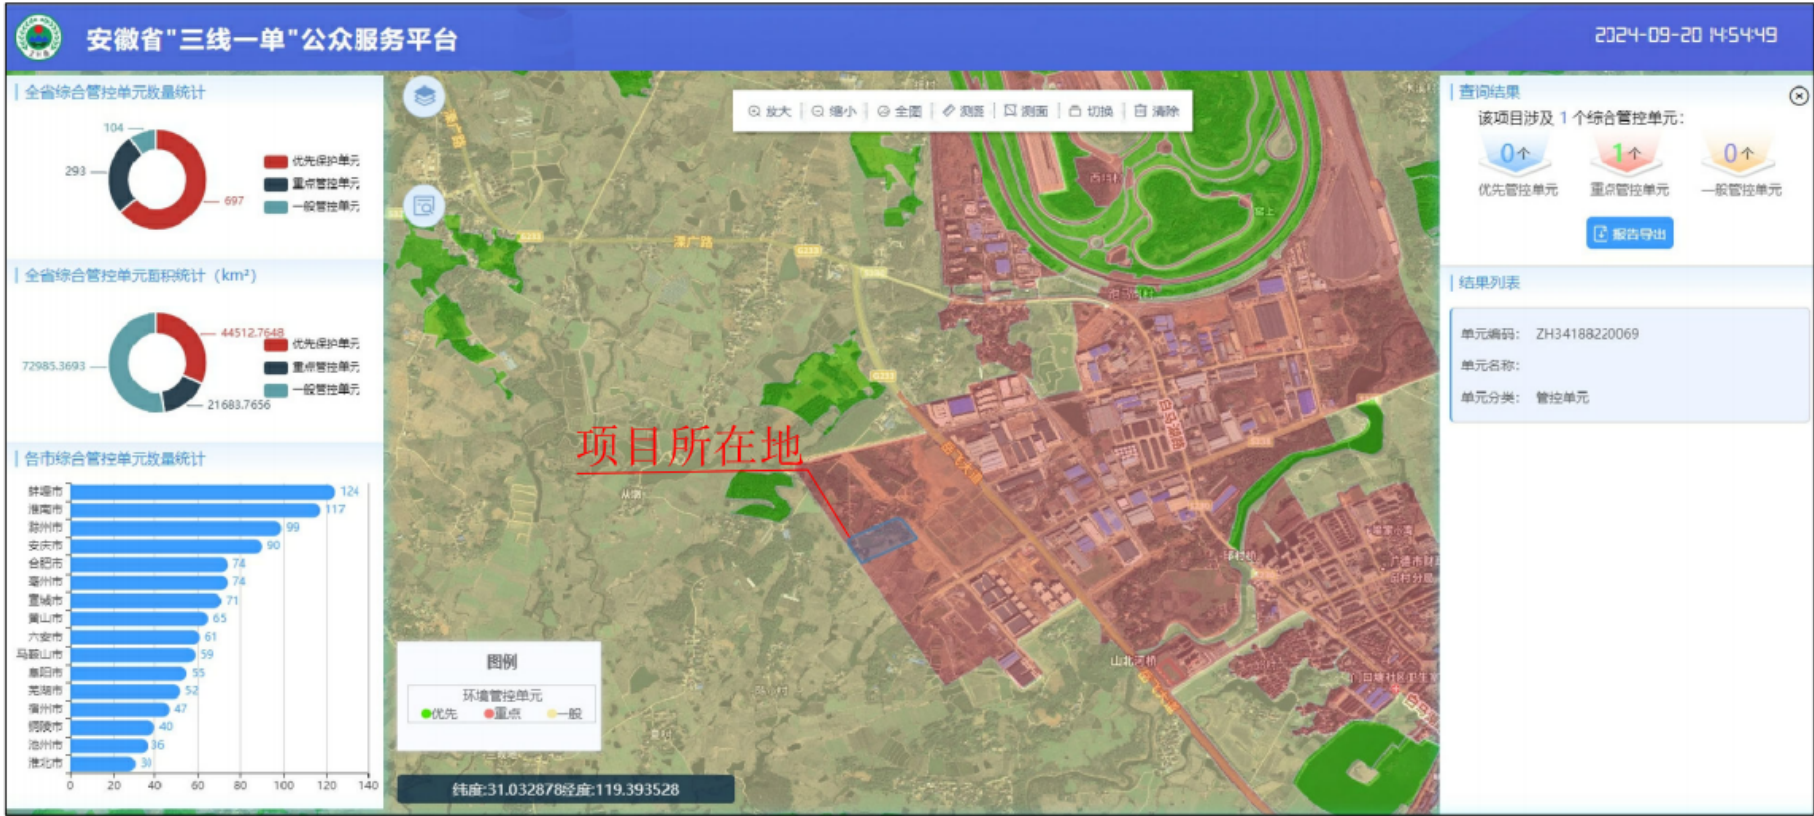 安徽省"三线一单"公众服务平台
2024-09-20 14:54:49
全省综合管控单元数量统计
104
293
697
优先保护单元
重点管控单元
一般管控单元
全省综合管控单元面积统计（km²）
44512.7648
72985.3693
21683.7656
优先保护单元
重点管控单元
一般管控单元
各市综合管控单元数量统计
蚌埠市 124
淮南市 117
滁州市 99
安庆市 90
合肥市 74
亳州市 74
宣城市 71
黄山市 65
六安市 61
马鞍山市 59
阜阳市 55
芜湖市 52
宿州市 47
铜陵市 40
池州市 36
淮北市 30
0 20 40 60 80 100 120 140
放大 缩小 全图 测距 测面 切换 清除
西坞村
G233
溧广路
G233
G233
项目所在地
山北河桥
图例
环境管控单元
优先 重点 一般
纬度:31.032878经度:119.393528
查询结果
该项目涉及 1 个综合管控单元：
0个 1个 0个
优先管控单元 重点管控单元 一般管控单元
报告导出
结果列表
单元编码： ZH34188220069
单元名称：
单元分类： 管控单元